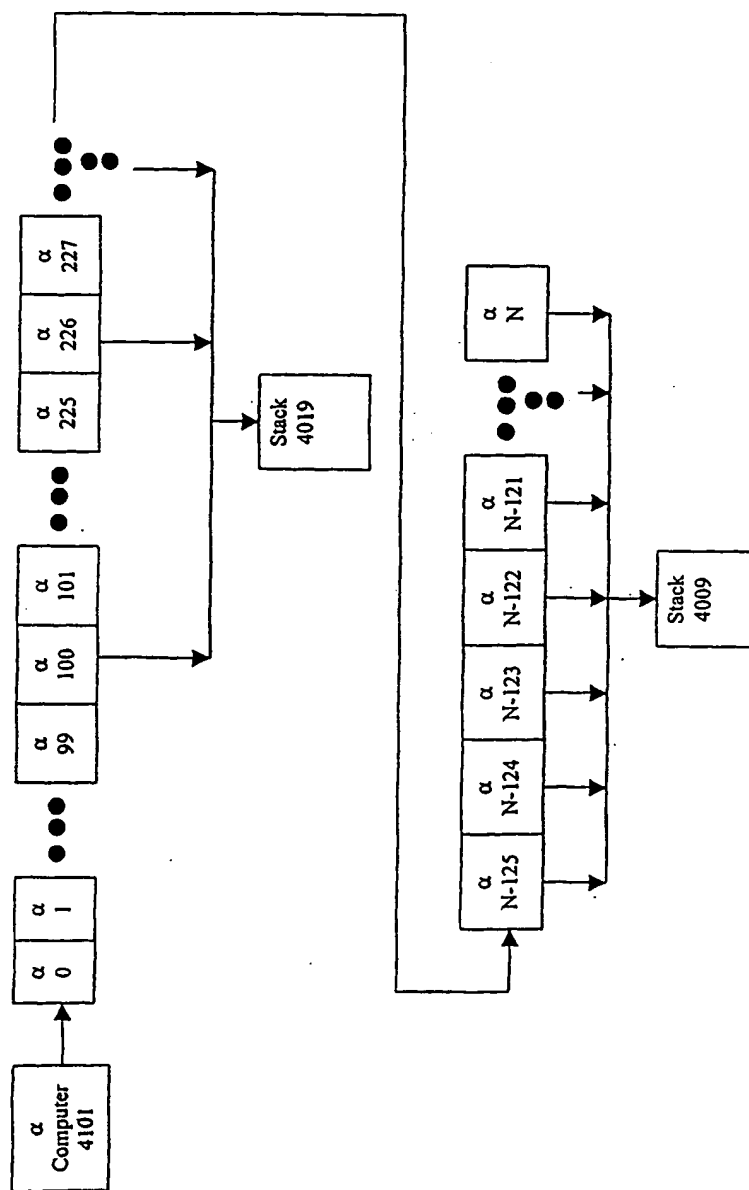 α
Computer
4101
α
0
α
1
α
99
α
100
α
101
α
225
α
226
α
227
Stack
4019
α
N-125
α
N-124
α
N-123
α
N-122
α
N-121
α
N
Stack
4009